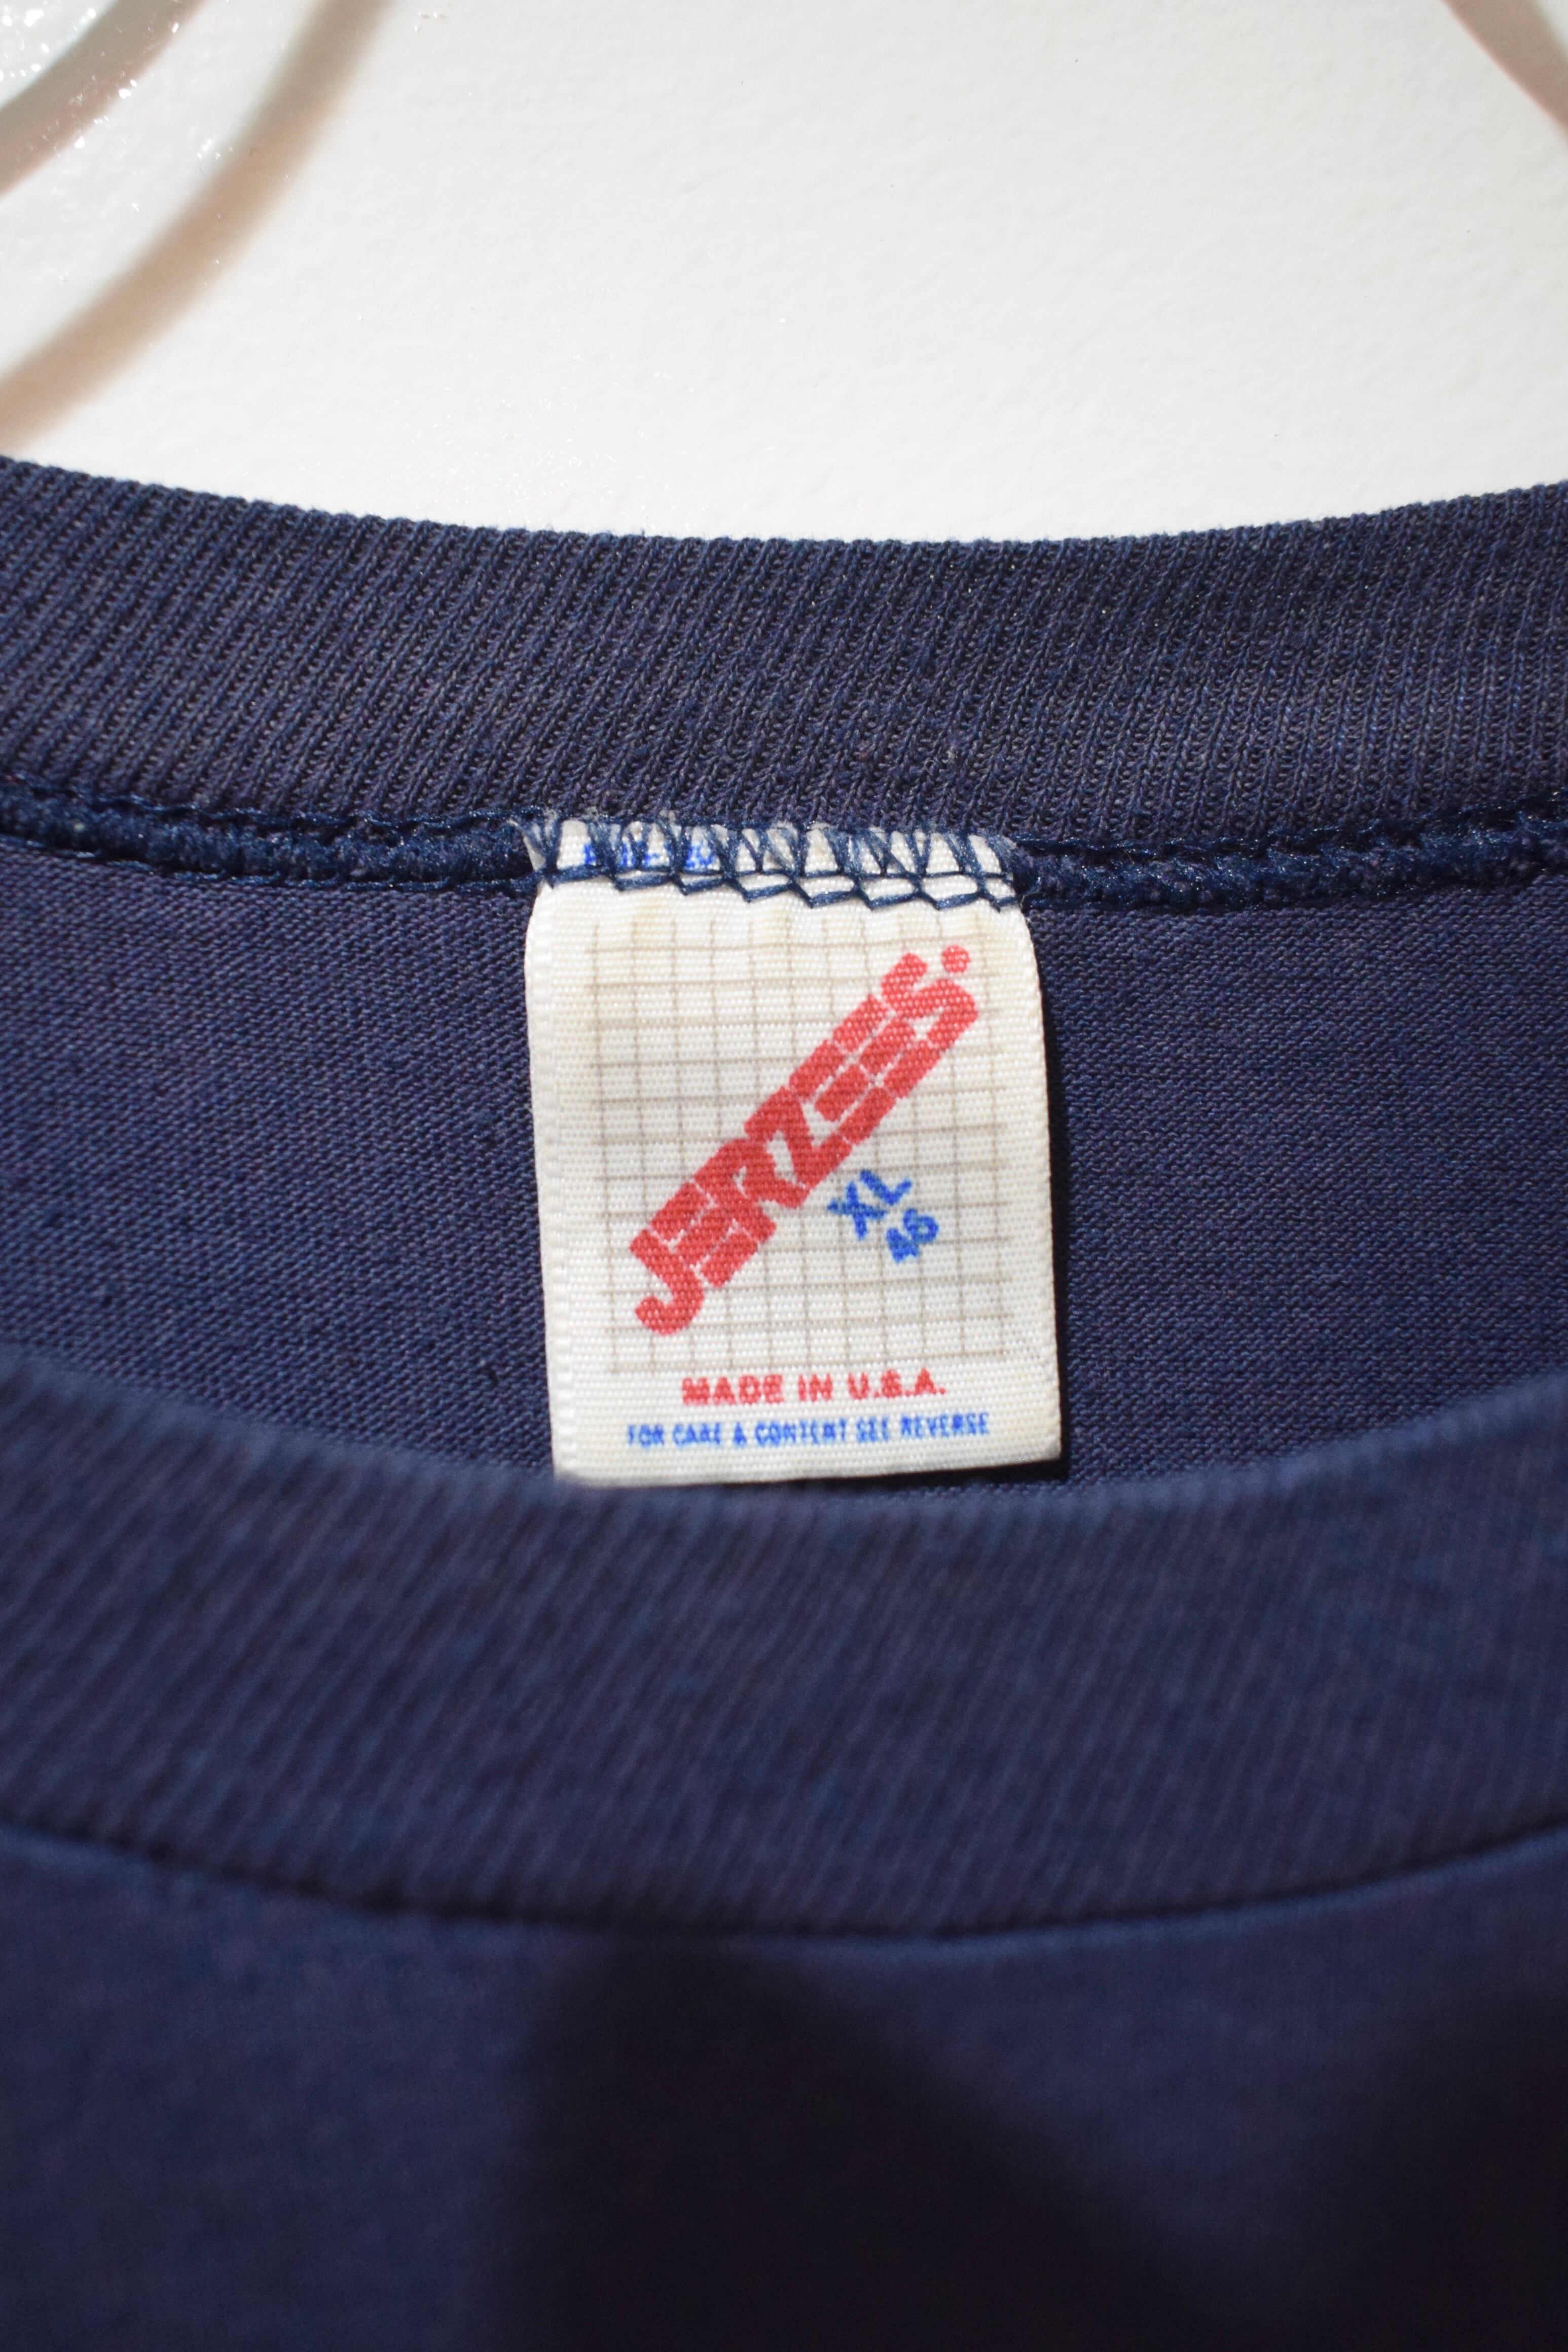 JERZEES
XL
46
MADE IN U.S.A.
FOR CARE & CONTENT SEE REVERSE